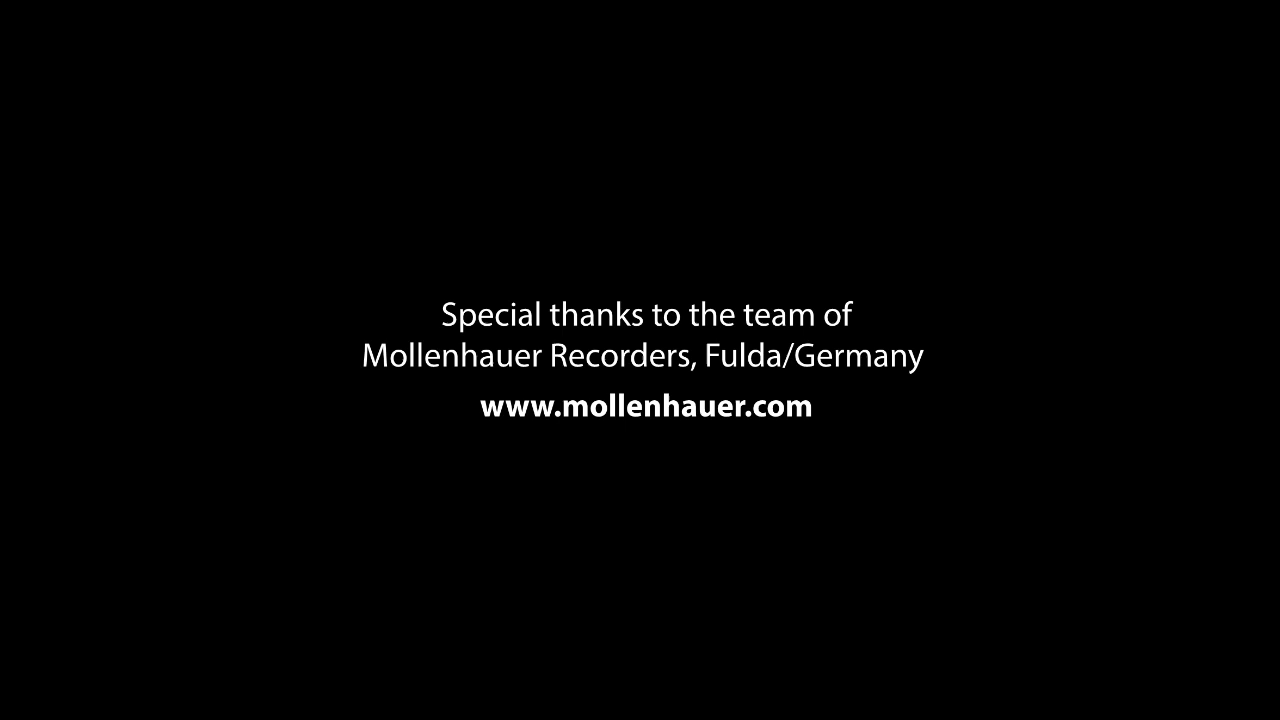 Special thanks to the team of
Mollenhauer Recorders, Fulda/Germany
www.mollenhauer.com